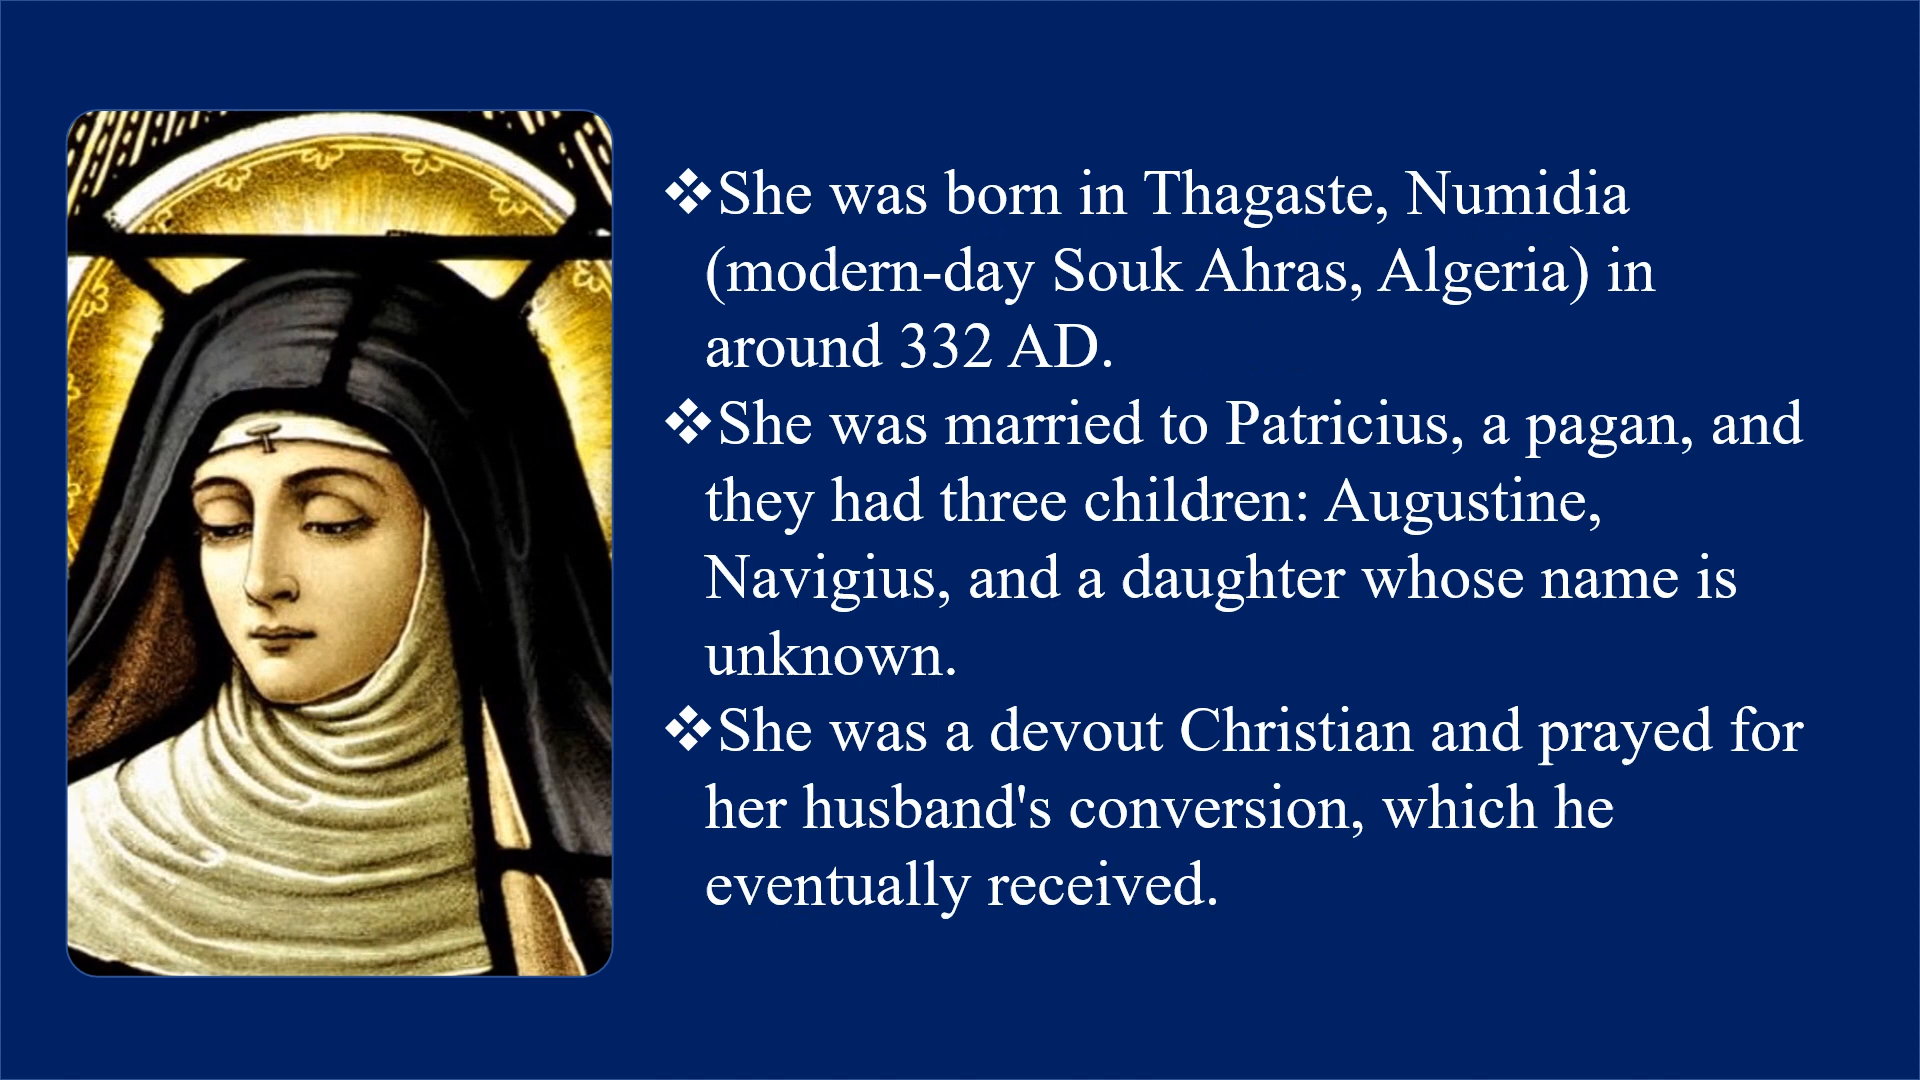 ❖She was born in Thagaste, Numidia
(modern-day Souk Ahras, Algeria) in
around 332 AD.
❖She was married to Patricius, a pagan, and
they had three children: Augustine,
Navigius, and a daughter whose name is
unknown.
❖She was a devout Christian and prayed for
her husband's conversion, which he
eventually received.